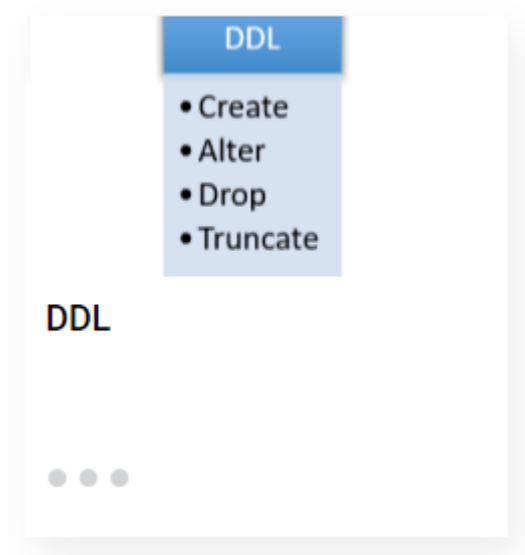 DDL
• Create
• Alter
• Drop
• Truncate
DDL